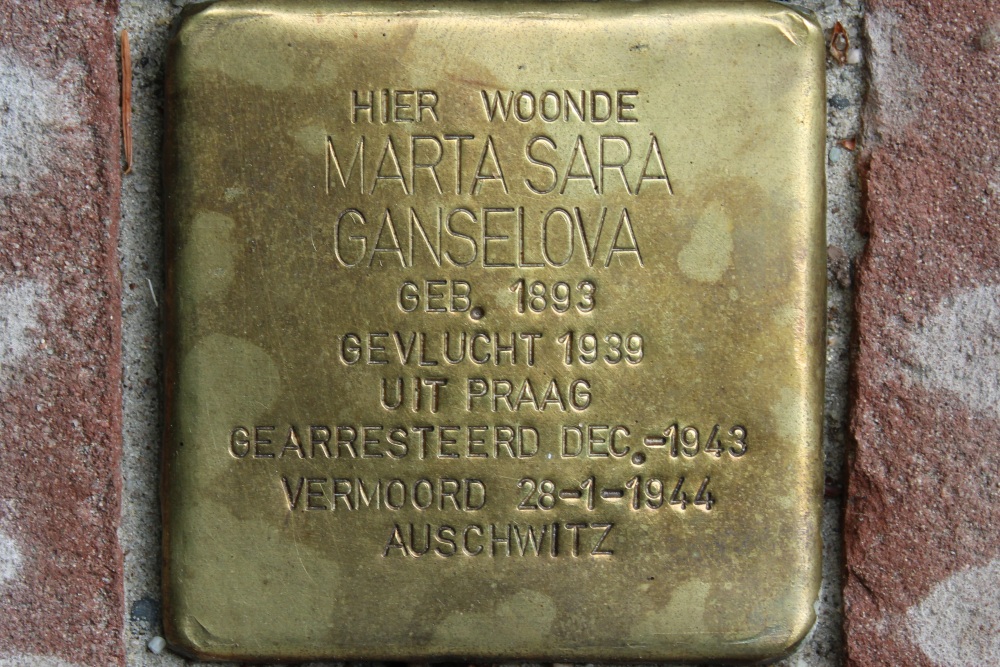 HIER WOONDE
MARTA SARA
GANSELOVA
GEB. 1893
GEVLUCHT 1939
UIT PRAAG
GEARRESTEERD DEC.-1943
VERMOORD 28-1-1944
AUSCHWITZ